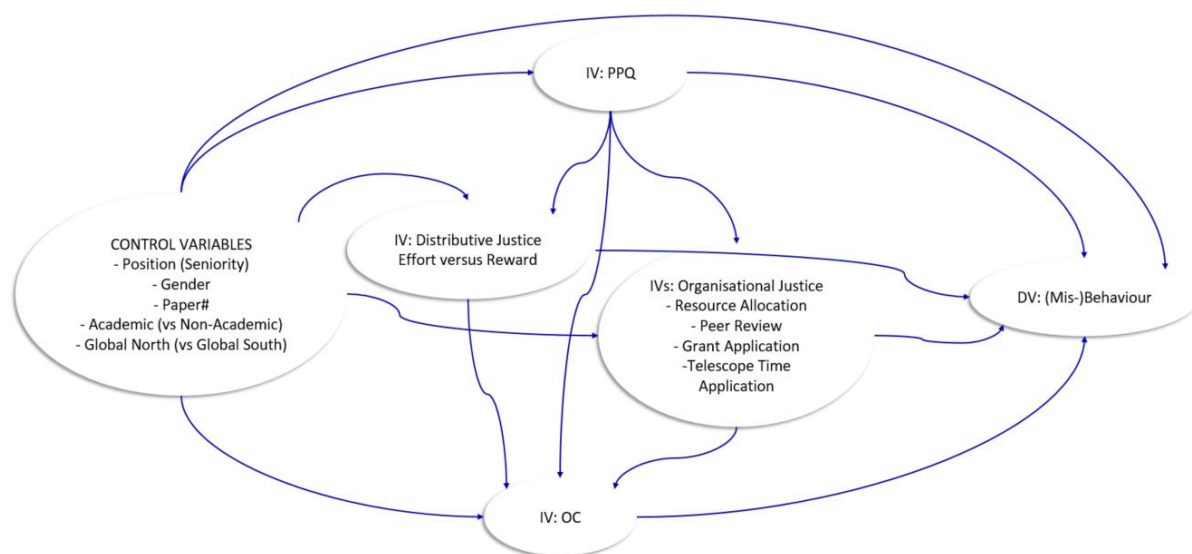 IV: PPQ
CONTROL VARIABLES
- Position (Seniority)
- Gender
- Paper#
- Academic (vs Non-Academic)
- Global North (vs Global South)
IV: Distributive Justice
Effort versus Reward
IVs: Organisational Justice
- Resource Allocation
- Peer Review
- Grant Application
-Telescope Time
Application
DV: (Mis-)Behaviour
IV: OC